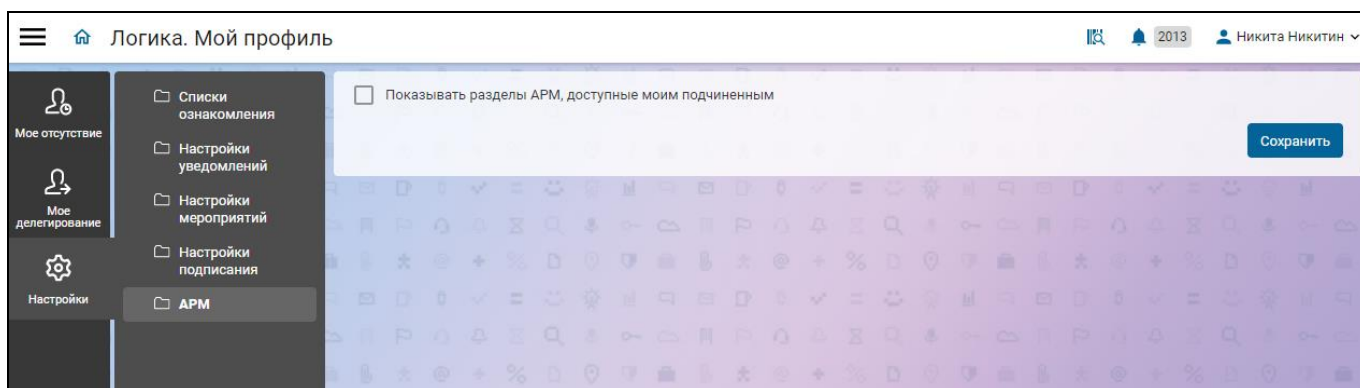 Логика. Мой профиль
2013
Никита Никитин
Мое отсутствие
Мое
делегирование
Настройки
Списки
ознакомления
Настройки
уведомлений
Настройки
мероприятий
Настройки
подписания
АРМ
Показывать разделы АРМ, доступные моим подчиненным
Сохранить